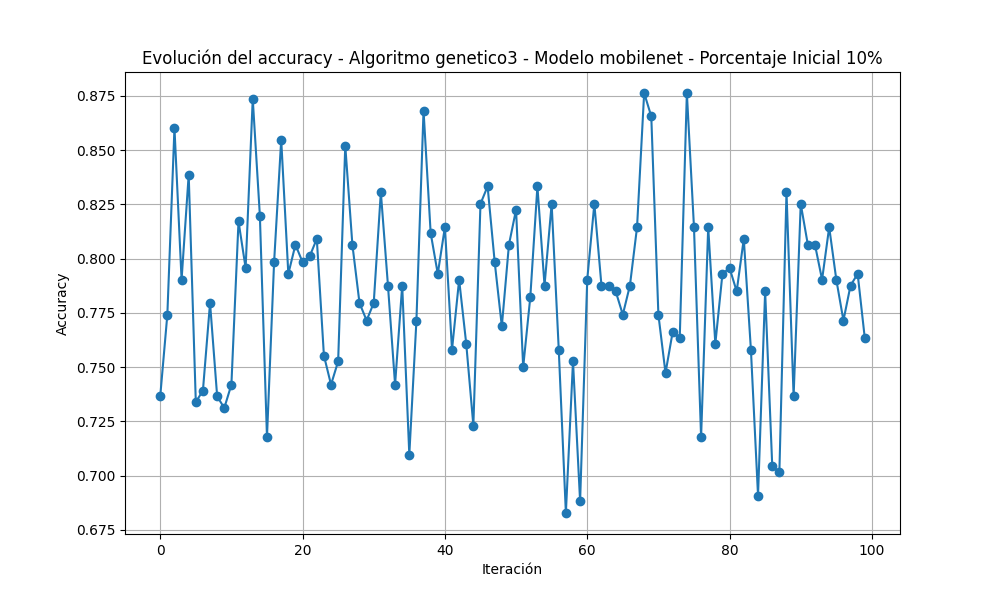 Evolución del accuracy - Algoritmo genetico3 - Modelo mobilenet - Porcentaje Inicial 10%
0.875
0.850
0.825
0.800
0.775
0.750
0.725
0.700
0.675
Accuracy
0 20 40 60 80 100
Iteración